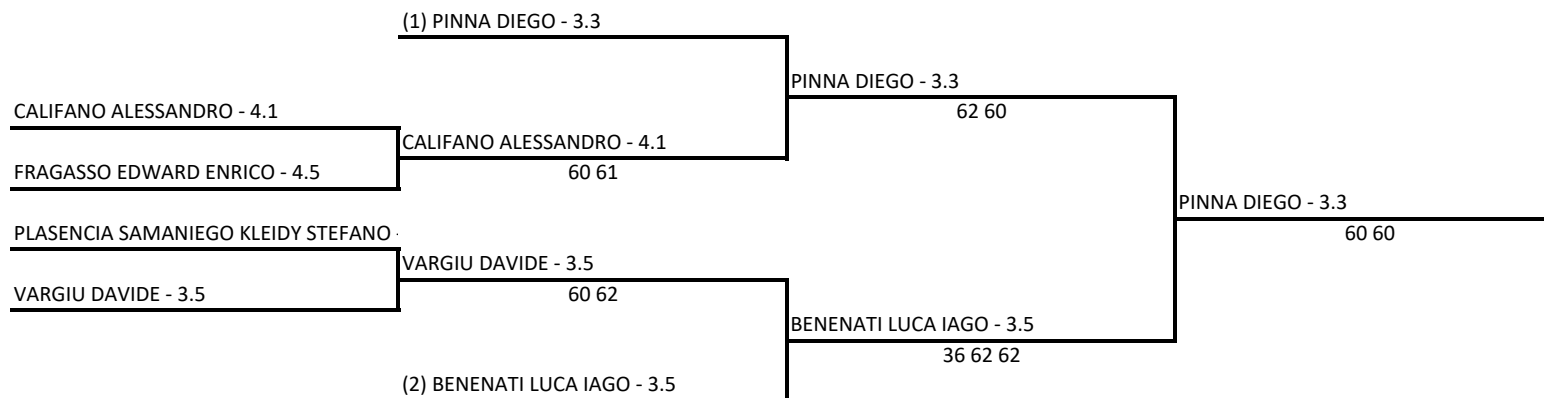 (1) PINNA DIEGO - 3.3
PINNA DIEGO - 3.3
62 60
CALIFANO ALESSANDRO - 4.1
CALIFANO ALESSANDRO - 4.1
60 61
FRAGASSO EDWARD ENRICO - 4.5
PINNA DIEGO - 3.3
60 60
PLASENCIA SAMANIEGO KLEIDY STEFANO -
VARGIU DAVIDE - 3.5
60 62
VARGIU DAVIDE - 3.5
BENENATI LUCA IAGO - 3.5
36 62 62
(2) BENENATI LUCA IAGO - 3.5